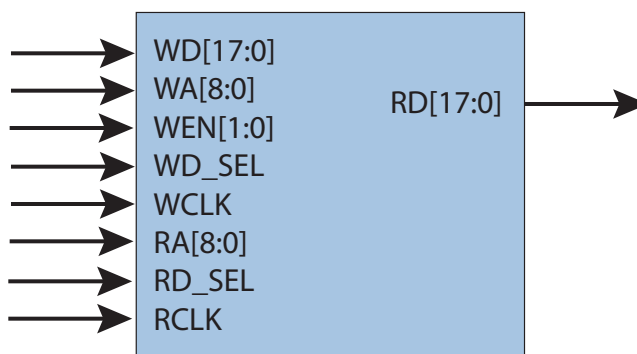 WD[17:0]
WA[8:0]
RD[17:0]
WEN[1:0]
WD_SEL
WCLK
RA[8:0]
RD_SEL
RCLK